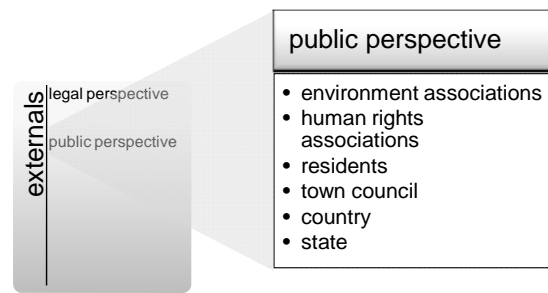 externals
legal perspective
public perspective
public perspective
• environment associations
• human rights
associations
• residents
• town council
• country
• state